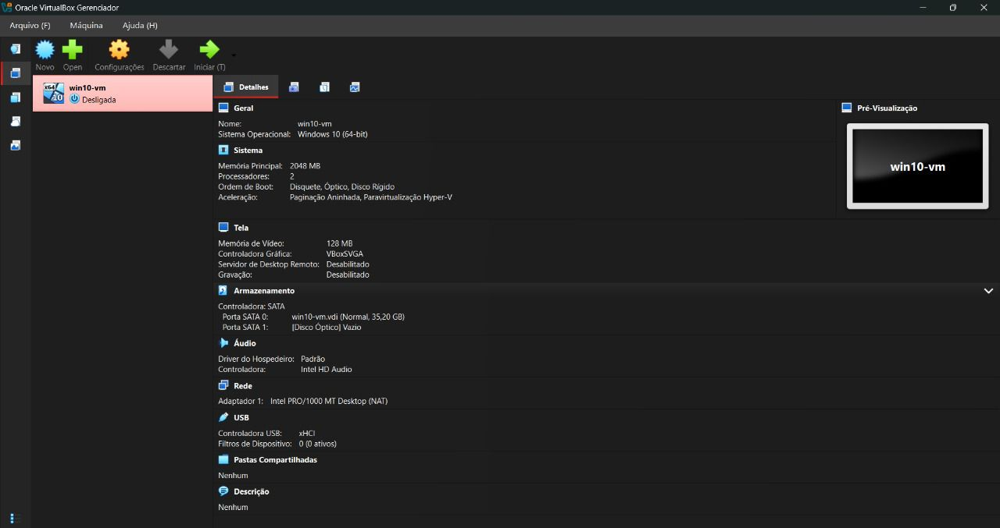 Oracle VirtualBox Gerenciador
Arquivo (F) Máquina Ajuda (H)
Novo Open Configurações Descartar Iniciar (T)
x64
10
win10-vm
Desligada
Detalhes
Geral
Nome: win10-vm
Sistema Operacional: Windows 10 (64-bit)
Pré-Visualização
win10-vm
Sistema
Memória Principal: 2048 MB
Processadores: 2
Ordem de Boot: Disquete, Óptico, Disco Rígido
Aceleração: Paginação Aninhada, Paravirtualização Hyper-V
Tela
Memória de Vídeo: 128 MB
Controladora Gráfica: VBoxSVGA
Servidor de Desktop Remoto: Desabilitado
Gravação: Desabilitado
Armazenamento
Controladora: SATA
Porta SATA 0: win10-vm.vdi (Normal, 35,20 GB)
Porta SATA 1: [Disco Óptico] Vazio
Áudio
Driver do Hospedeiro: Padrão
Controladora: Intel HD Audio
Rede
Adaptador 1: Intel PRO/1000 MT Desktop (NAT)
USB
Controladora USB: xHCI
Filtros de Dispositivo: 0 (0 ativos)
Pastas Compartilhadas
Nenhum
Descrição
Nenhum